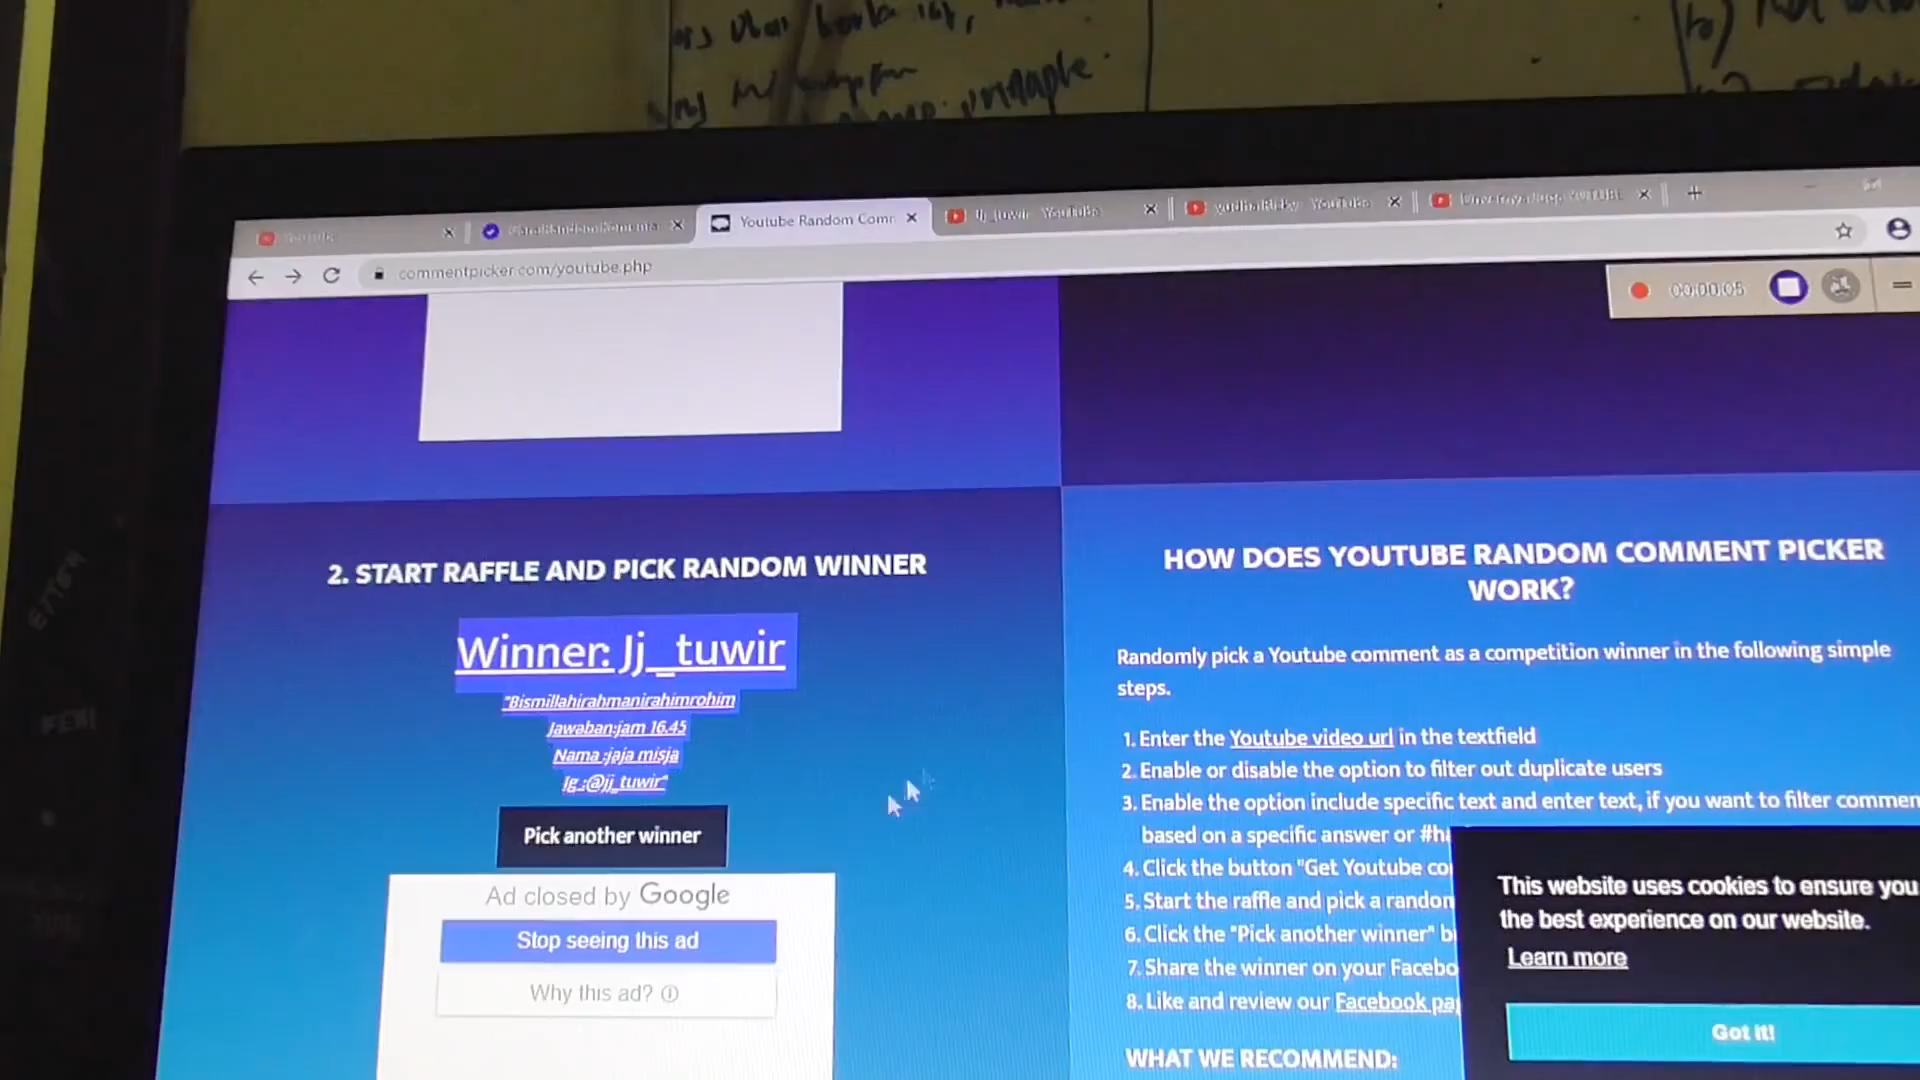 YouTube
Youtube Random Com
Jj_tuwir - YouTube
YouTube
commentpicker.com/youtube.php
00:00:05
2. START RAFFLE AND PICK RANDOM WINNER
Winner: Jj_tuwir
"Bismillahirahmanirahimrohim
Jawaban:jam 16.45
Nama :jaja misja
Ig :@jj_tuwir"
Pick another winner
Ad closed by Google
Stop seeing this ad
Why this ad?
HOW DOES YOUTUBE RANDOM COMMENT PICKER
WORK?
Randomly pick a Youtube comment as a competition winner in the following simple
steps.
1. Enter the Youtube video url in the textfield
2. Enable or disable the option to filter out duplicate users
3. Enable the option include specific text and enter text, if you want to filter commen
based on a specific answer or #ha
4. Click the button "Get Youtube co
5. Start the raffle and pick a random
6. Click the "Pick another winner" b
7. Share the winner on your Facebo
8. Like and review our Facebook pag
WHAT WE RECOMMEND:
This website uses cookies to ensure you
the best experience on our website.
Learn more
Got it!